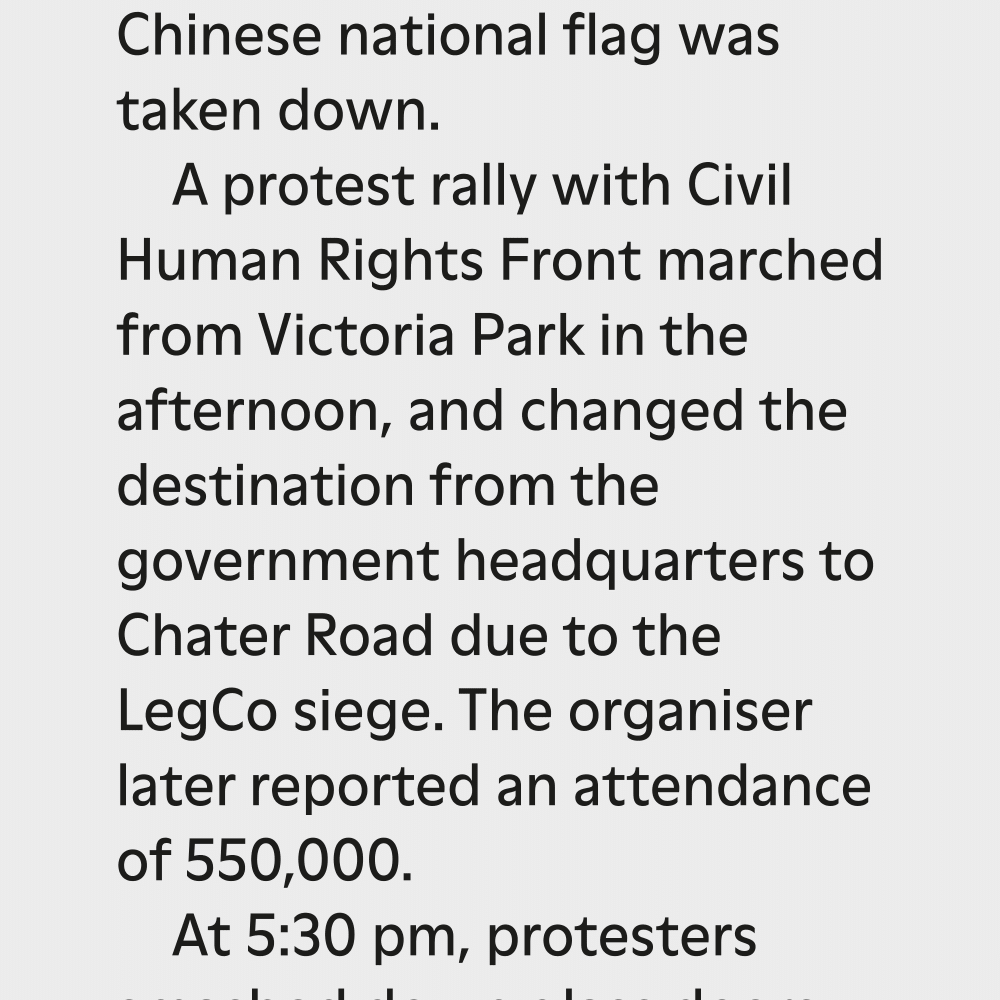 Chinese national flag was
taken down.
A protest rally with Civil
Human Rights Front marched
from Victoria Park in the
afternoon, and changed the
destination from the
government headquarters to
Chater Road due to the
LegCo siege. The organiser
later reported an attendance
of 550,000.
At 5:30 pm, protesters